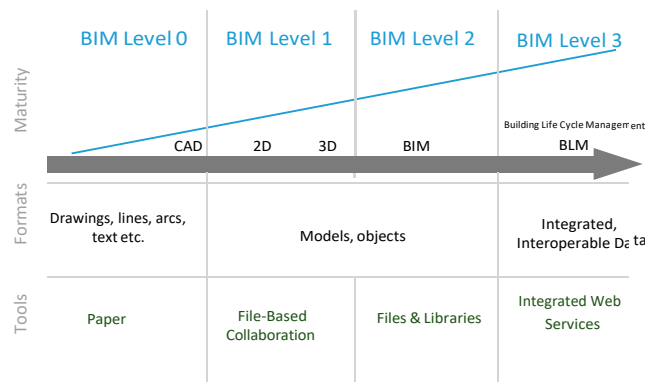 BIM Level 0 BIM Level 1 BIM Level 2 BIM Level 3
Maturity
Building Life Cycle Management
CAD 2D 3D BIM BLM
Formats
Drawings, lines, arcs,
text etc.
Models, objects
Integrated,
Interoperable Data
Tools
Paper
File-Based
Collaboration
Files & Libraries
Integrated Web
Services